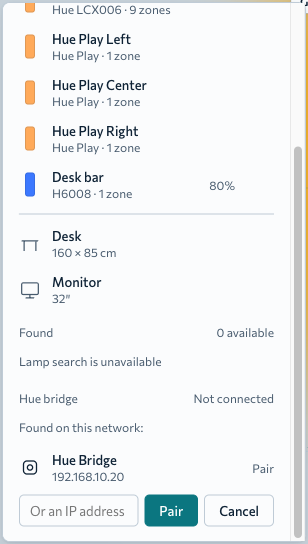 Hue LCX006 · 9 zones
Hue Play Left
Hue Play · 1 zone
Hue Play Center
Hue Play · 1 zone
Hue Play Right
Hue Play · 1 zone
Desk bar
H6008 · 1 zone
80%
Desk
160 × 85 cm
Monitor
32"
Found 0 available
Lamp search is unavailable
Hue bridge Not connected
Found on this network:
Hue Bridge
192.168.10.20
Pair
Or an IP address Pair Cancel